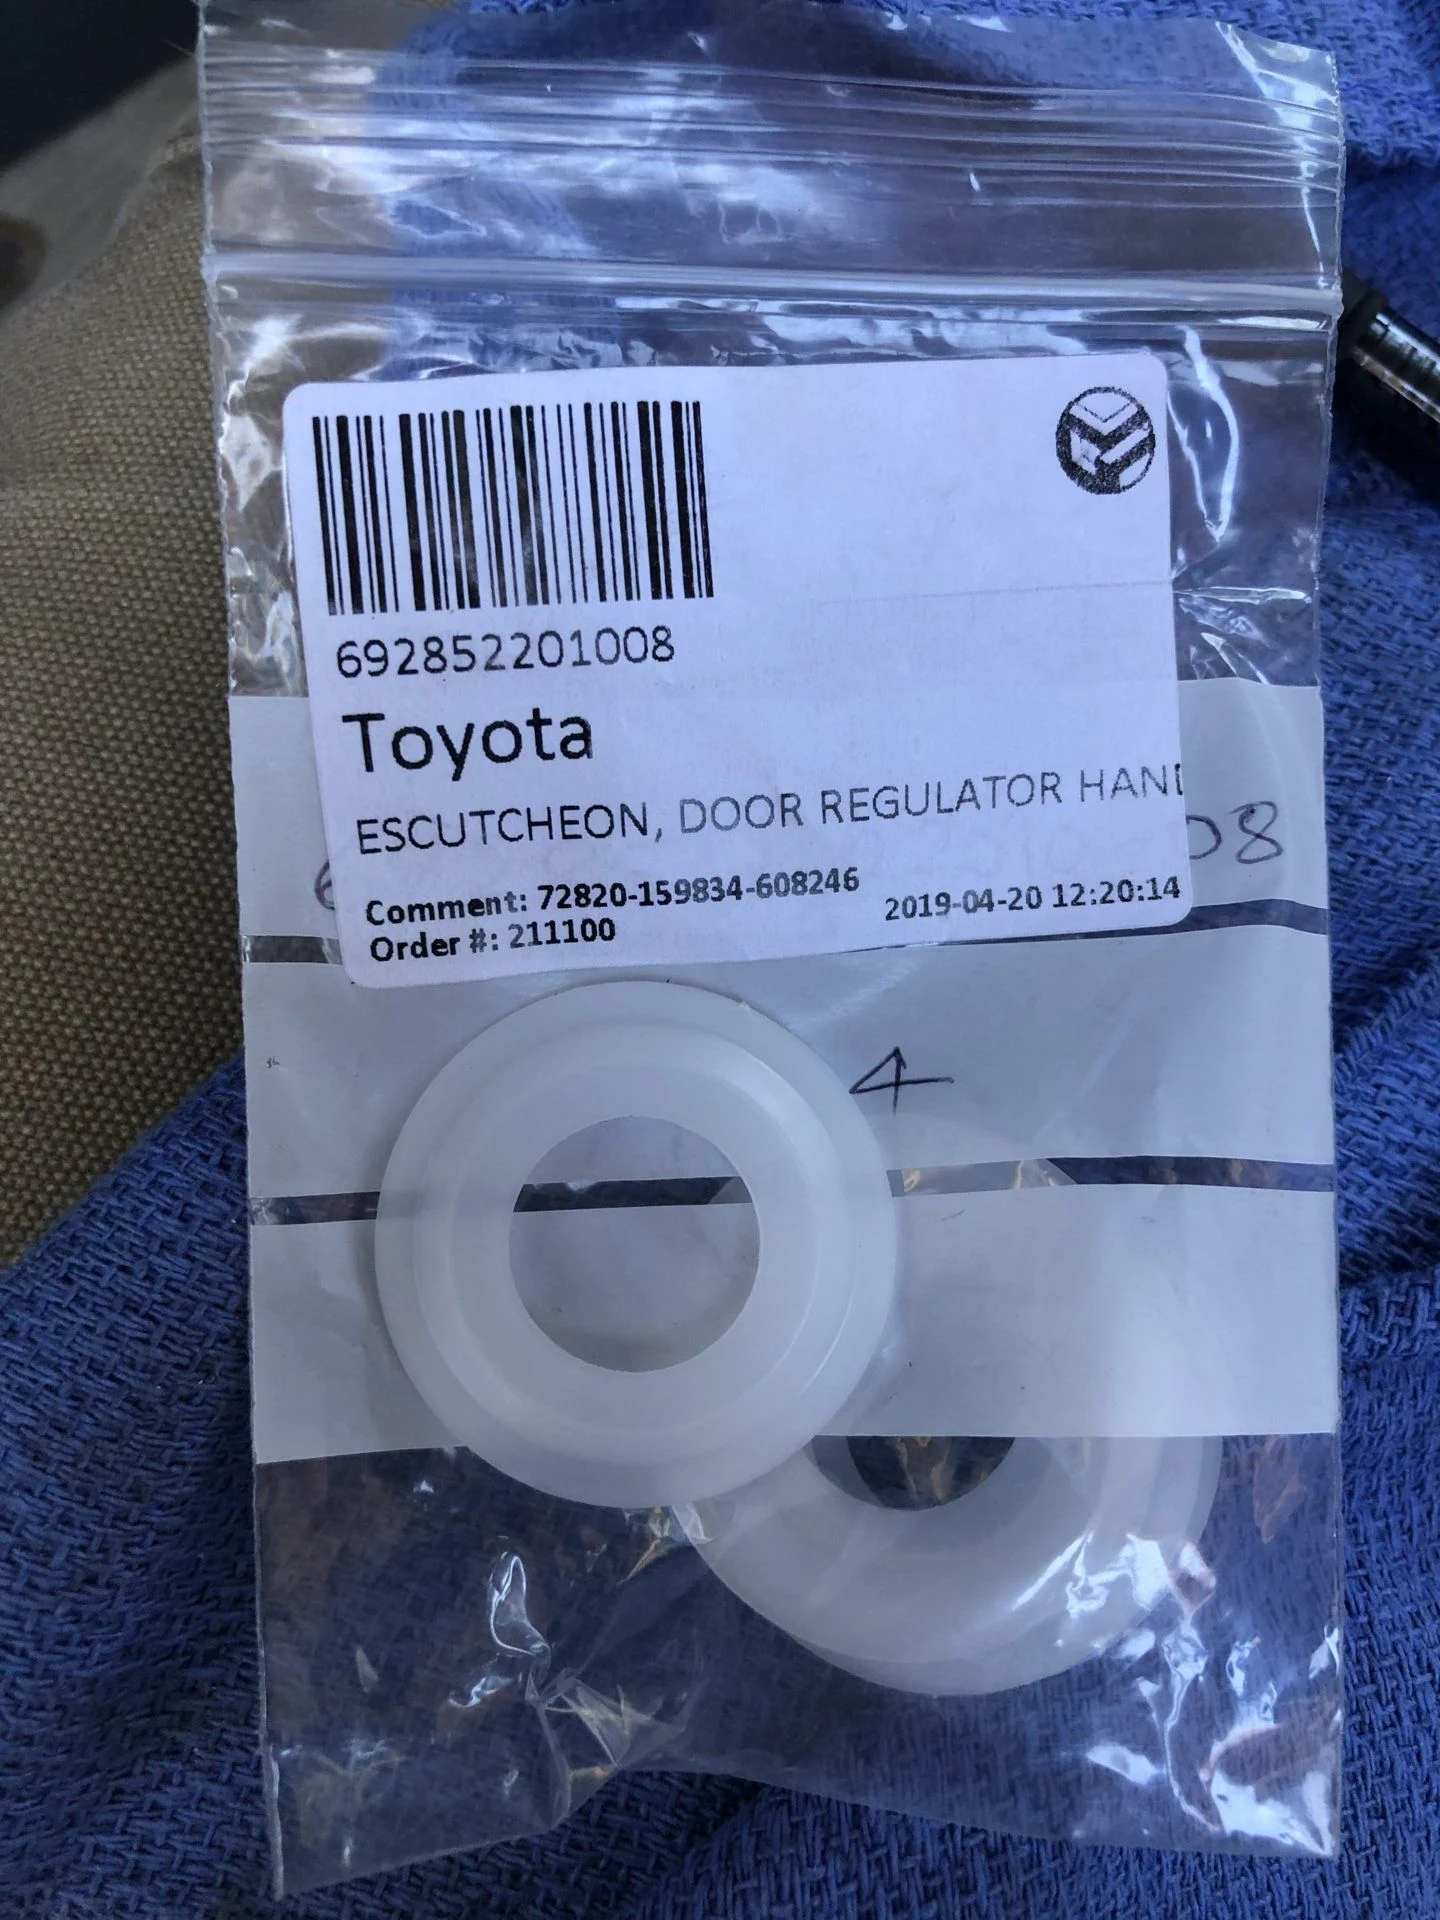 692852201008
Toyota
ESCUTCHEON, DOOR REGULATOR HAND
08
Comment: 72820-159834-608246
2019-04-20 12:20:14
Order #: 211100
4